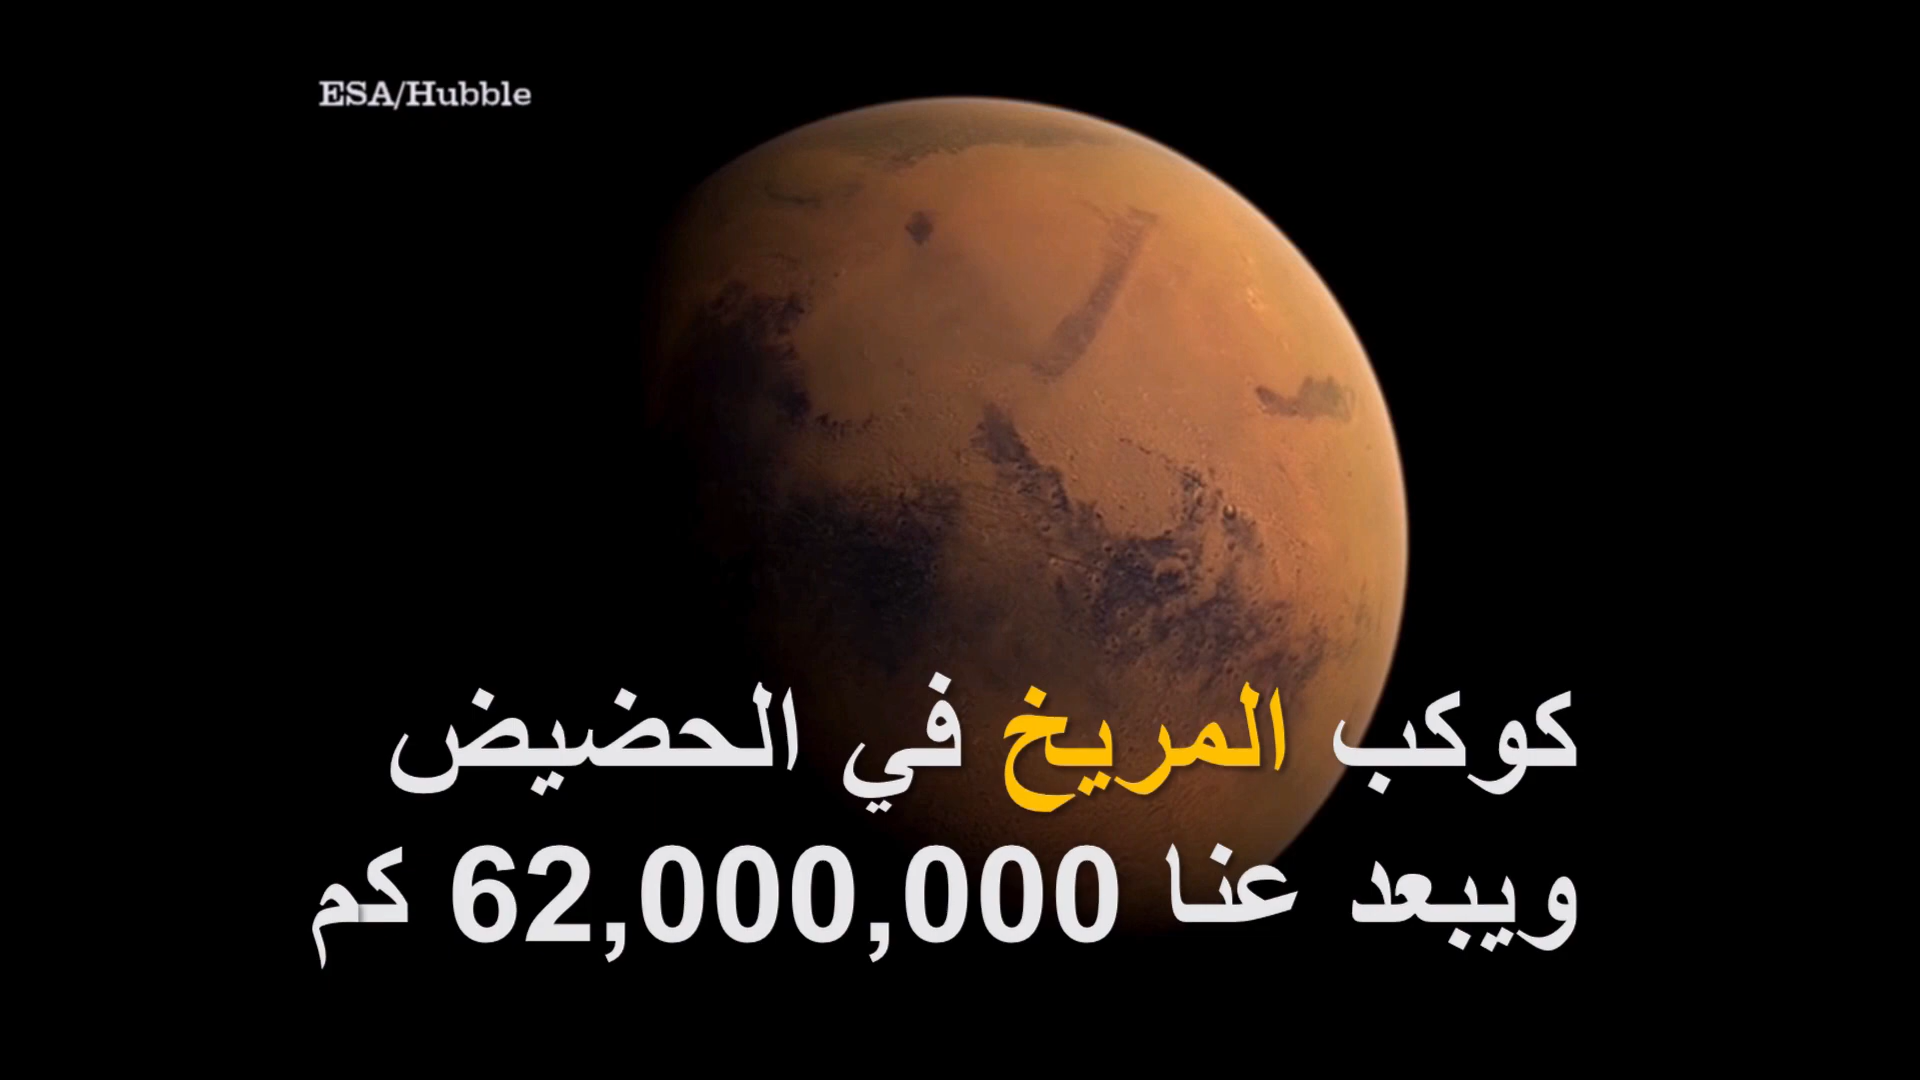 ESA/Hubble
كوكب المريخ في الحضيض
ويبعد عنا 62,000,000 كم